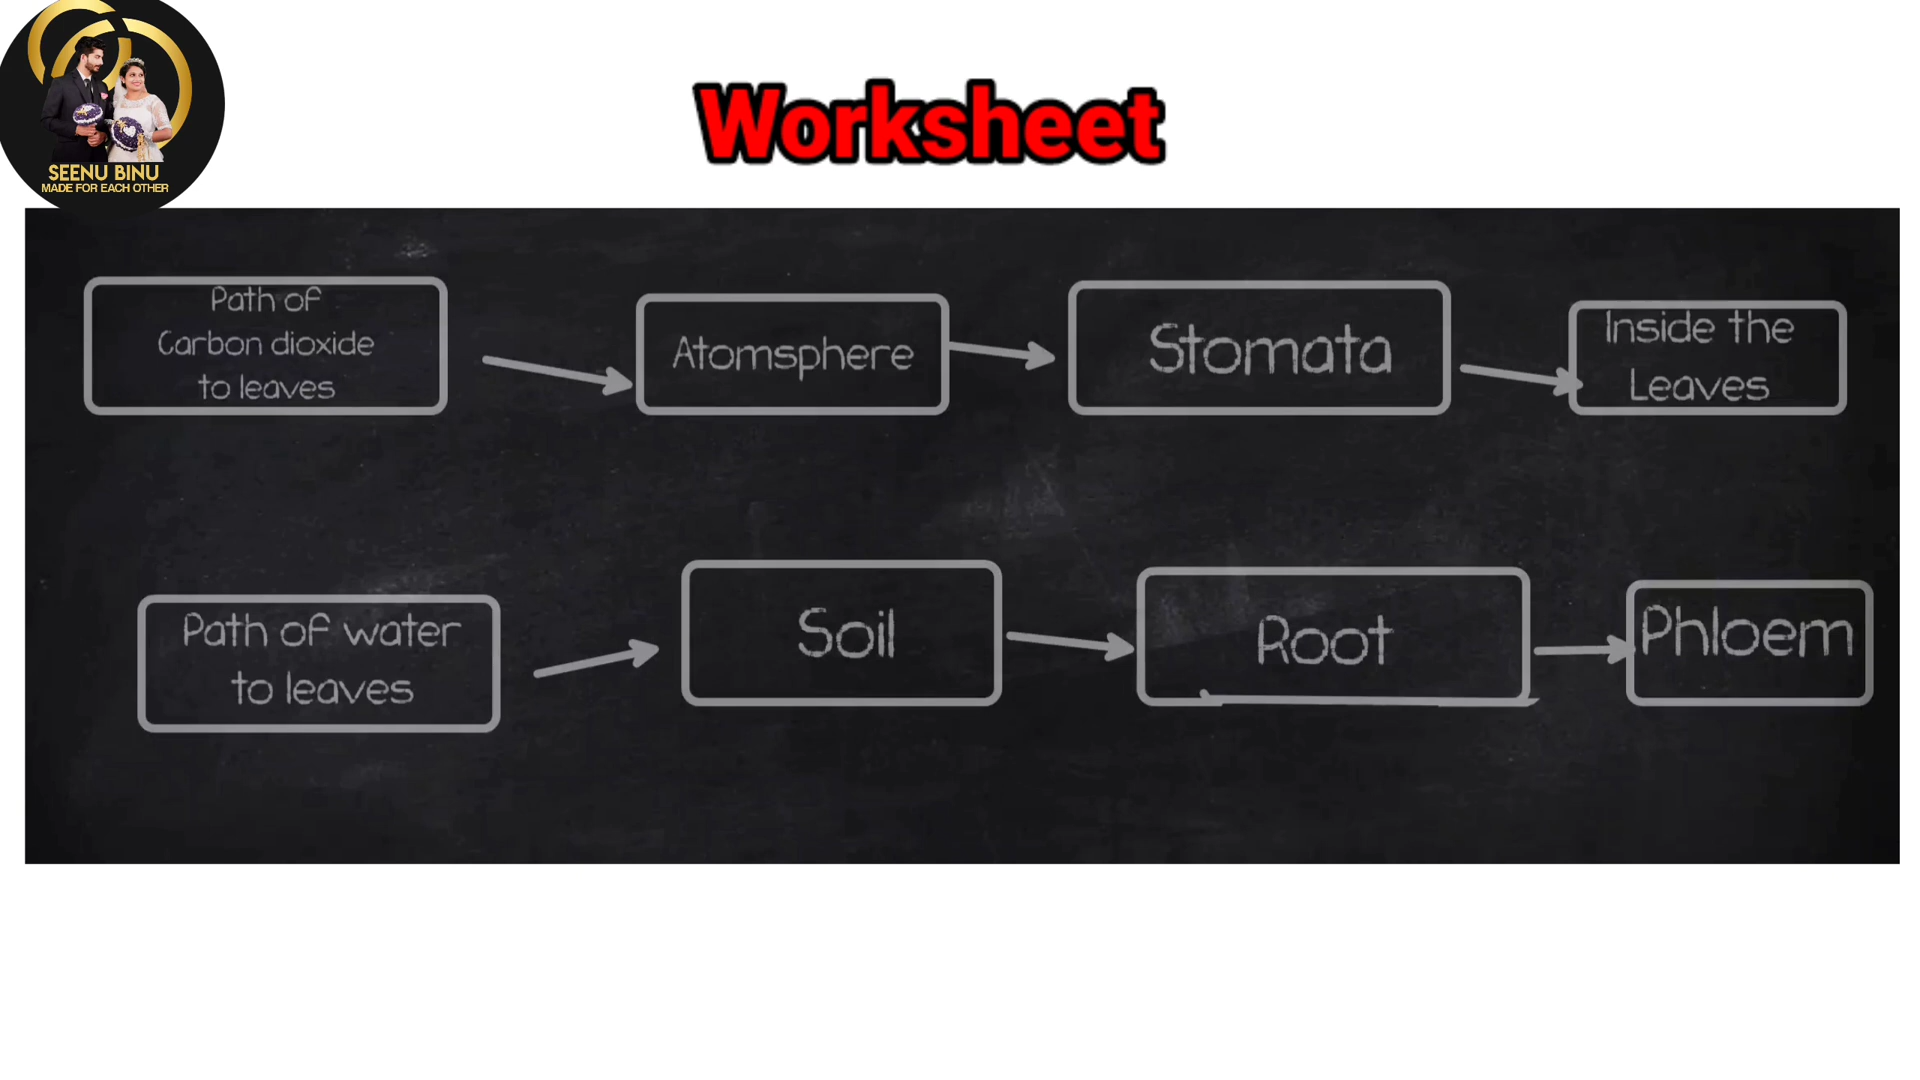 SEENU BINU
MADE FOR EACH OTHER
Worksheet
Path of
Carbon dioxide
to leaves
Atomsphere
Stomata
Inside the
Leaves
Path of water
to leaves
Soil
Root
Phloem